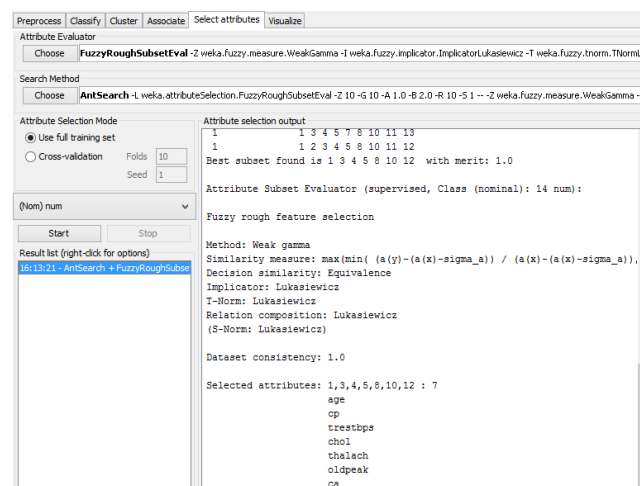 Preprocess Classify Cluster Associate Select attributes Visualize
Attribute Evaluator
Choose FuzzyRoughSubsetEval -Z weka.fuzzy.measure.WeakGamma -I weka.fuzzy.implicator.ImplicatorLukasiewicz -T weka.fuzzy.tnorm.TNormL
Search Method
Choose AntSearch -L weka.attributeSelection.FuzzyRoughSubsetEval -Z 10 -G 10 -A 1.0 -B 2.0 -R 10 -S 1 -- -Z weka.fuzzy.measure.WeakGamma -
Attribute Selection Mode
Use full training set
Cross-validation Folds 10
Seed 1
(Nom) num
Start Stop
Result list (right-click for options)
16:13:21 - AntSearch + FuzzyRoughSubse
Attribute selection output
1 1 3 4 5 7 8 10 11 13
1 1 2 3 4 5 8 10 11 12
Best subset found is 1 3 4 5 8 10 12 with merit: 1.0
Attribute Subset Evaluator (supervised, Class (nominal): 14 num):
Fuzzy rough feature selection
Method: Weak gamma
Similarity measure: max(min( (a(y)-(a(x)-sigma_a)) / (a(x)-(a(x)-sigma_a)),
Decision similarity: Equivalence
Implicator: Lukasiewicz
T-Norm: Lukasiewicz
Relation composition: Lukasiewicz
(S-Norm: Lukasiewicz)
Dataset consistency: 1.0
Selected attributes: 1,3,4,5,8,10,12 : 7
age
cp
trestbps
chol
thalach
oldpeak
ca